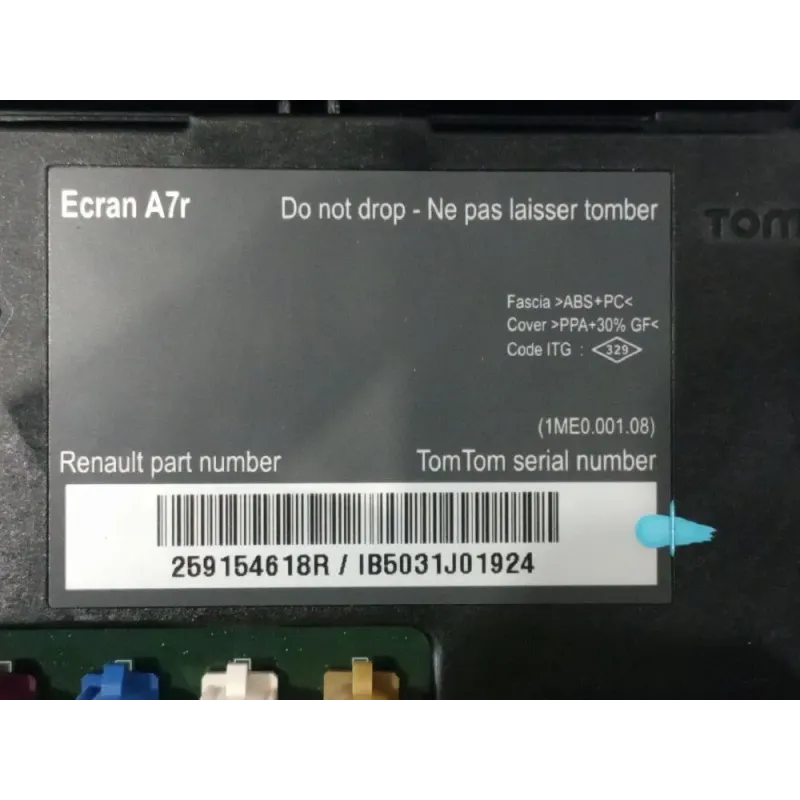 Ecran A7r
Do not drop - Ne pas laisser tomber
TOM
Fascia >ABS+PC<
Cover >PPA+30% GF<
Code ITG : 329
(1ME0.001.08)
Renault part number
TomTom serial number
259154618R / IB5031J01924